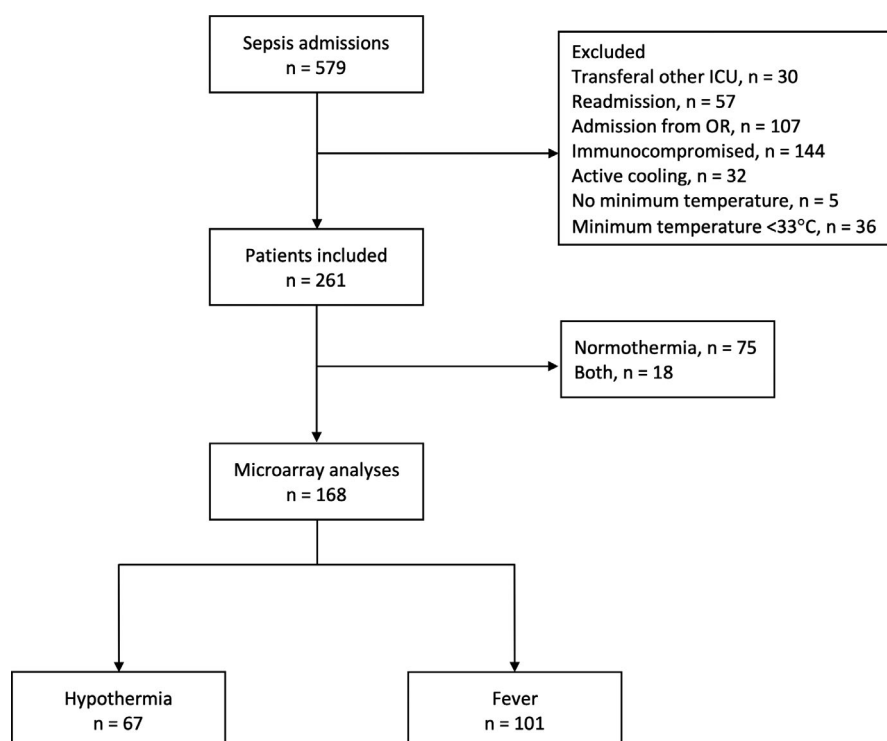 Sepsis admissions
n = 579
Excluded
Transferal other ICU, n = 30
Readmission, n = 57
Admission from OR, n = 107
Immunocompromised, n = 144
Active cooling, n = 32
No minimum temperature, n = 5
Minimum temperature <33°C, n = 36
Patients included
n = 261
Normothermia, n = 75
Both, n = 18
Microarray analyses
n = 168
Hypothermia
n = 67
Fever
n = 101